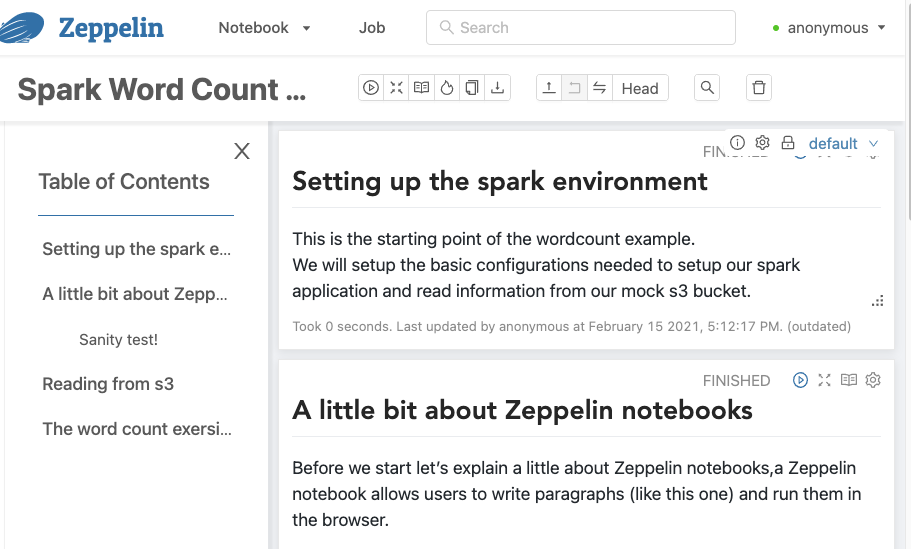 Zeppelin Notebook Job Search anonymous
Spark Word Count ... Head
default
Table of Contents
Setting up the spark e...
A little bit about Zepp...
Sanity test!
Reading from s3
The word count exersi...
Setting up the spark environment
This is the starting point of the wordcount example.
We will setup the basic configurations needed to setup our spark
application and read information from our mock s3 bucket.
Took 0 seconds. Last updated by anonymous at February 15 2021, 5:12:17 PM. (outdated)
FINISHED
A little bit about Zeppelin notebooks
Before we start let’s explain a little about Zeppelin notebooks,a Zeppelin
notebook allows users to write paragraphs (like this one) and run them in
the browser.